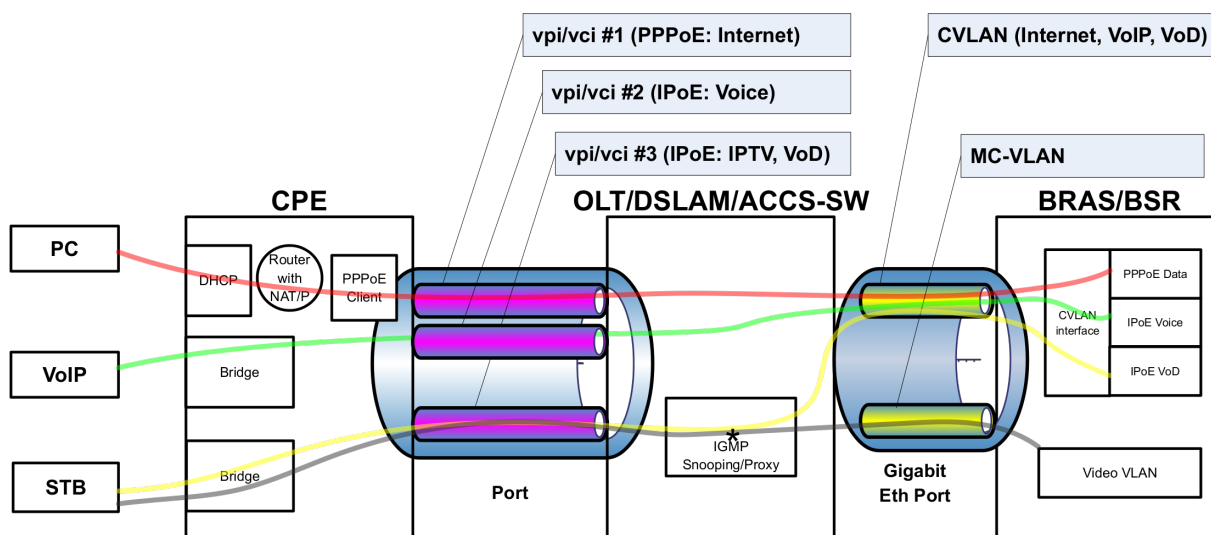 vpi/vci #1 (PPPoE: Internet)
CVLAN (Internet, VoIP, VoD)
vpi/vci #2 (IPoE: Voice)
vpi/vci #3 (IPoE: IPTV, VoD)
MC-VLAN
CPE
OLT/DSLAM/ACCS-SW
BRAS/BSR
PC
DHCP
Router
with
NAT/P
PPPoE
Client
PPPoE Data
CVLAN
interface
IPoE Voice
IPoE VoD
VoIP
Bridge
*
IGMP
Snooping/Proxy
STB
Bridge
Port
Gigabit
Eth Port
Video VLAN